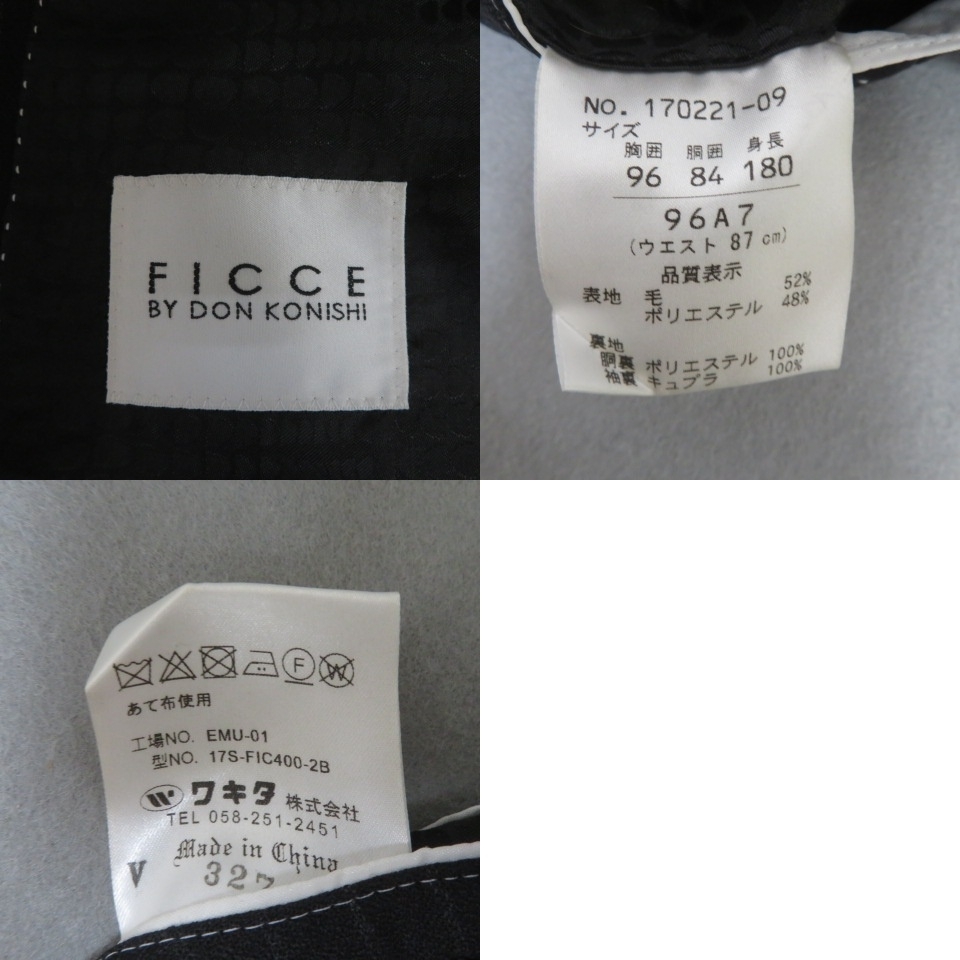 FICCE
BY DON KONISHI
NO. 170221-09
サイズ
胸囲 胴囲 身長
96 84 180
96A7
(ウエスト 87 cm)
品質表示
表地 毛 52%
ポリエステル 48%
裏地
胴裏 ポリエステル 100%
袖裏 キュプラ 100%
F W
あて布使用
工場NO. EMU-01
型NO. 17S-FIC400-2B
W ワキタ 株式会社
TEL 058-251-2451
Made in China
V 327